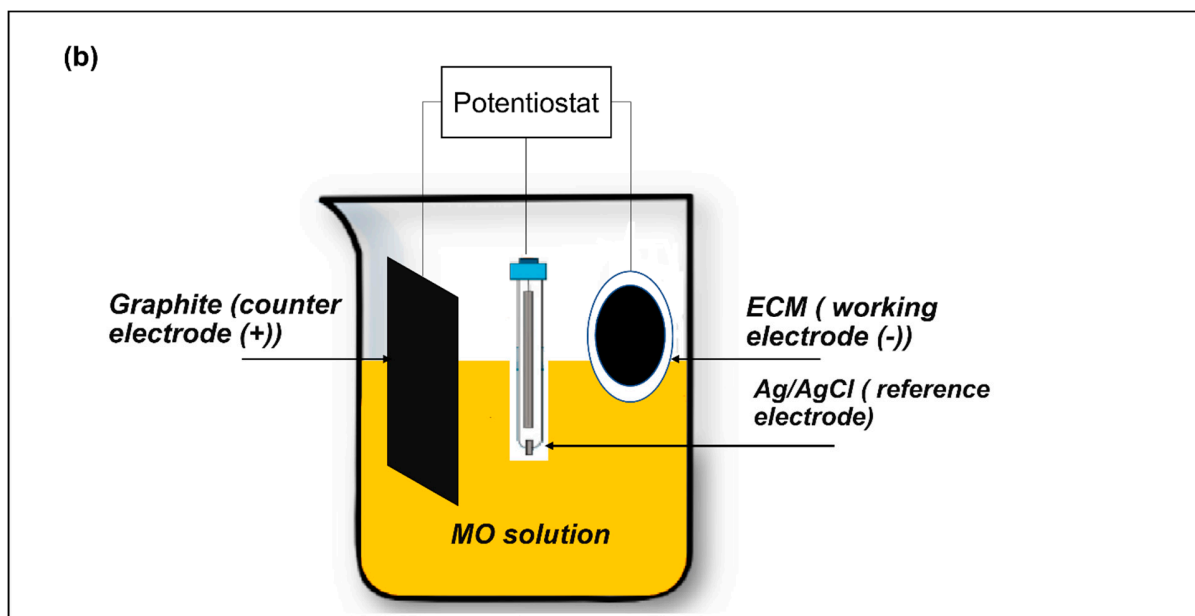 (b)
Potentiostat
Graphite (counter
electrode (+))
ECM ( working
electrode (-))
Ag/AgCl ( reference
electrode)
MO solution